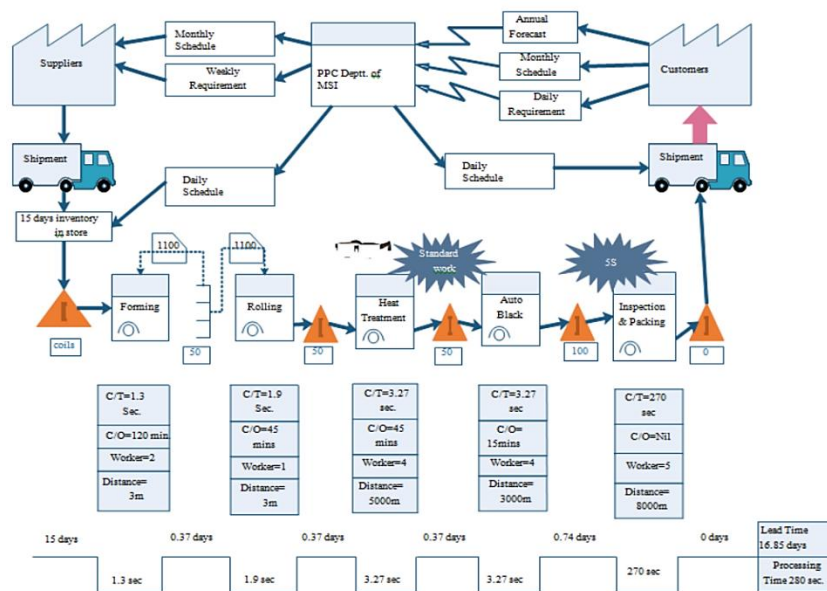 Monthly
Schedule
Weekly
Requirement
Suppliers
PPC Deptt. of
MSI
Annual
Forecast
Monthly
Schedule
Daily
Requirement
Customers
Shipment
Daily
Schedule
Daily
Schedule
Shipment
15 days inventory
in store
1100
1100
Standard
work
5S
Forming
Rolling
Heat
Treatment
Auto
Black
Inspection
& Packing
I
I
I
I
I
coils
50
50
50
100
0
C/T=1.3
Sec.
C/O=120 min.
Worker=2
Distance=
3m
C/T=1.9
Sec.
C/O=45
mins
Worker=1
Distance=
3m
C/T=3.27
sec.
C/O=45
mins
Worker=4
Distance=
5000m
C/T=3.27
sec
C/O=
15mins
Worker=4
Distance=
3000m
C/T=270
sec
C/O=Nil
Worker=5
Distance=
8000m
15 days
0.37 days
0.37 days
0.37 days
0.74 days
0 days
Lead Time
16.85 days
1.3 sec
1.9 sec
3.27 sec
3.27 sec
270 sec
Processing
Time 280 sec.